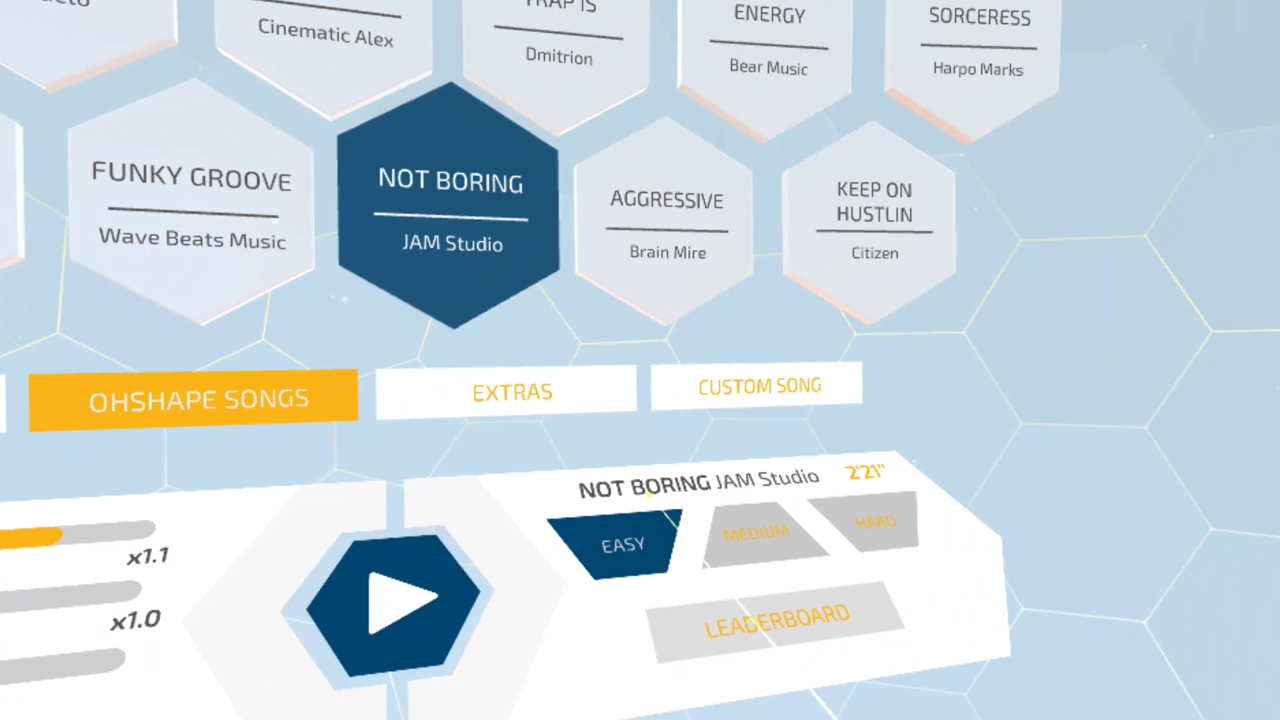 Cinematic Alex
TRAP IS
Dmitrion
ENERGY
Bear Music
SORCERESS
Harpo Marks
FUNKY GROOVE
Wave Beats Music
NOT BORING
JAM Studio
AGGRESSIVE
Brain Mire
KEEP ON
HUSTLIN
Citizen
OHSHAPE SONGS
EXTRAS
CUSTOM SONG
NOT BORING JAM Studio 2'21"
EASY
MEDIUM
HARD
LEADERBOARD
x1.1
x1.0